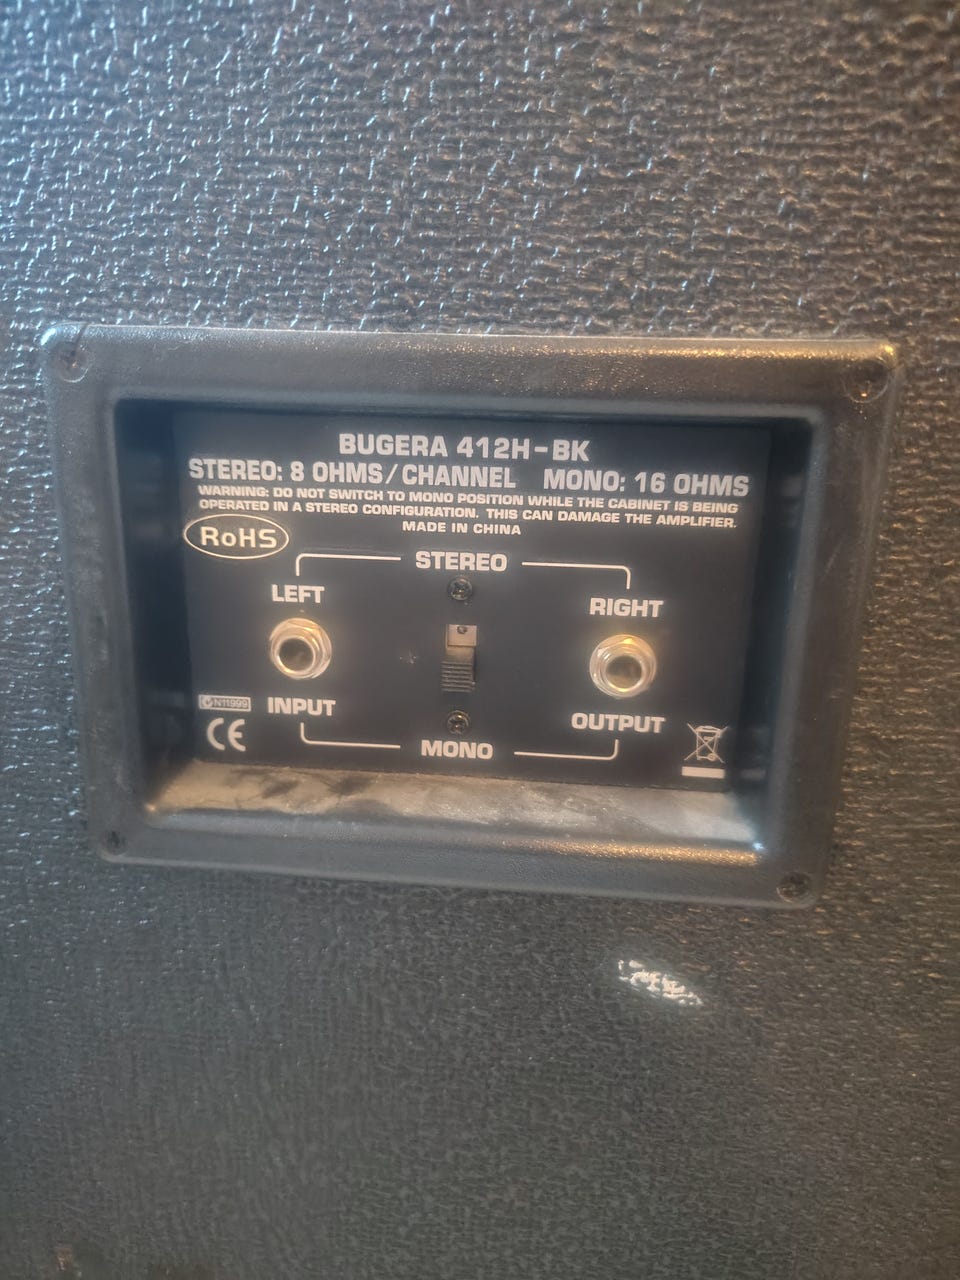 BUGERA 412H-BK
STEREO: 8 OHMS/CHANNEL MONO: 16 OHMS
WARNING: DO NOT SWITCH TO MONO POSITION WHILE THE CABINET IS BEING
OPERATED IN A STEREO CONFIGURATION. THIS CAN DAMAGE THE AMPLIFIER.
MADE IN CHINA
RoHS
STEREO
LEFT
RIGHT
N11999
INPUT
OUTPUT
CE
MONO